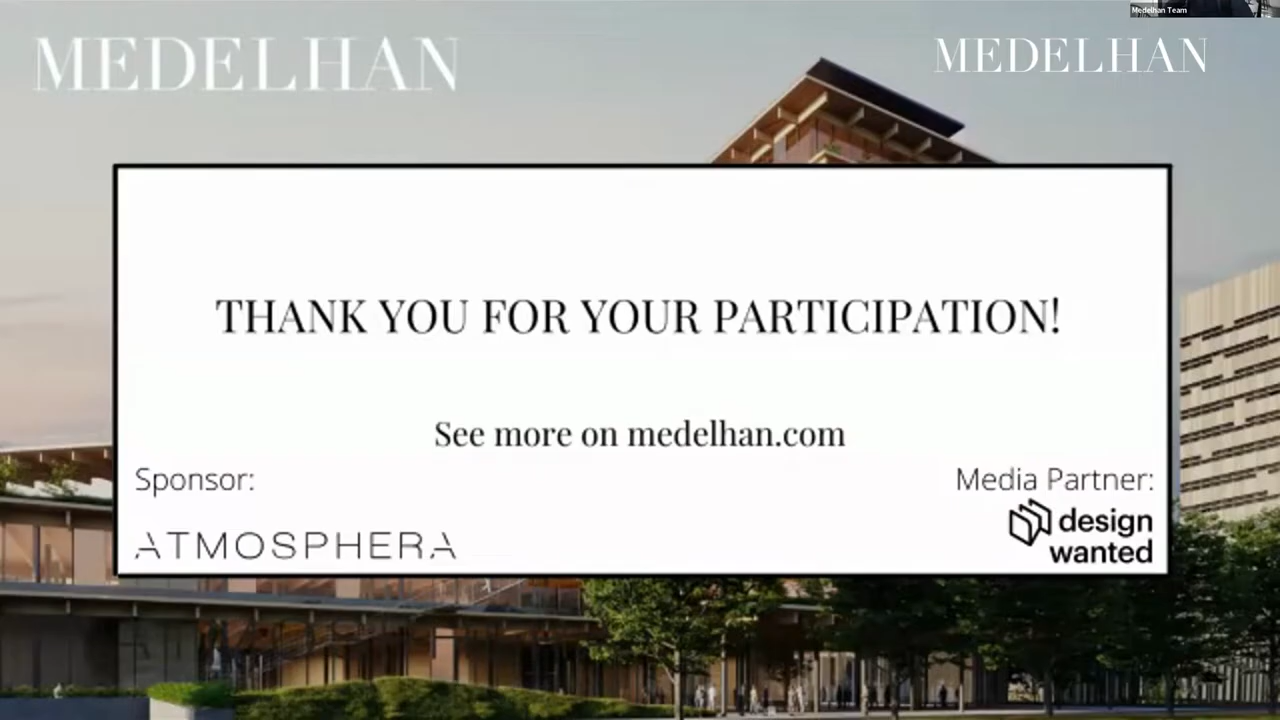 Medelhan Team
MEDELHAN
MEDELHAN
THANK YOU FOR YOUR PARTICIPATION!
See more on medelhan.com
Sponsor:
Media Partner:
ATMOSPHERA
design
wanted